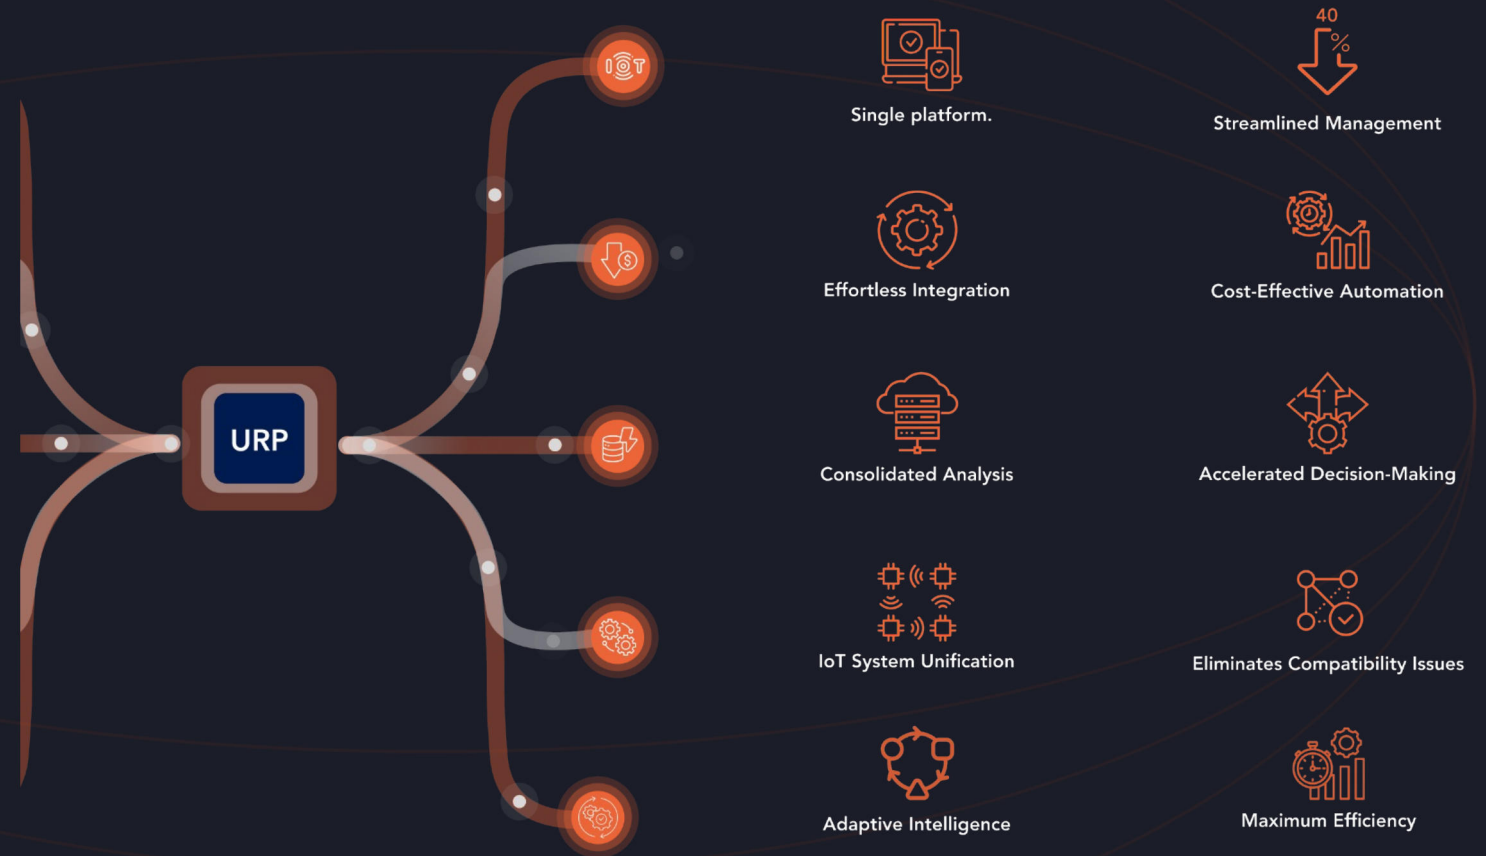 IOT
40
%
Single platform.
Streamlined Management
$
Effortless Integration
Cost-Effective Automation
URP
Consolidated Analysis
Accelerated Decision-Making
IoT System Unification
Eliminates Compatibility Issues
Adaptive Intelligence
Maximum Efficiency